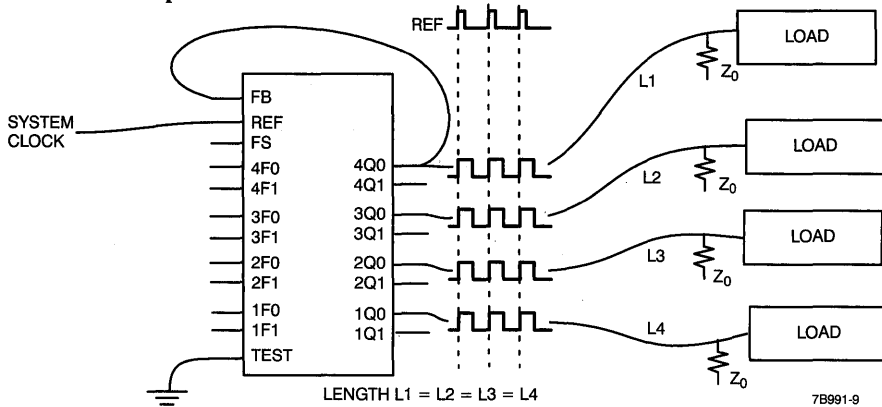 REF
LOAD
Z0
L1
FB
SYSTEM
CLOCK
REF
FS
4F0
4F1
3F0
3F1
2F0
2F1
1F0
1F1
TEST
4Q0
4Q1
3Q0
3Q1
2Q0
2Q1
1Q0
1Q1
LOAD
L2
Z0
LOAD
L3
Z0
LOAD
L4
Z0
LENGTH L1 = L2 = L3 = L4
7B991-9